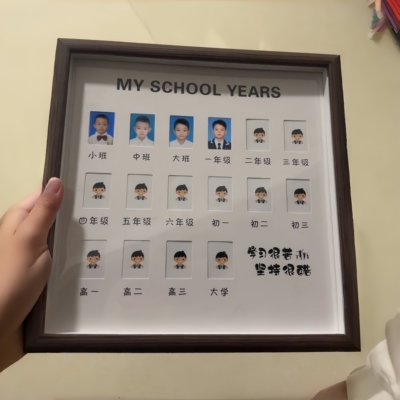 MY SCHOOL YEARS
小班 中班 大班 一年级 二年级 三年级
四年级 五年级 六年级 初一 初二 初三
学习很苦
坚持很酷
高一 高二 高三 大学